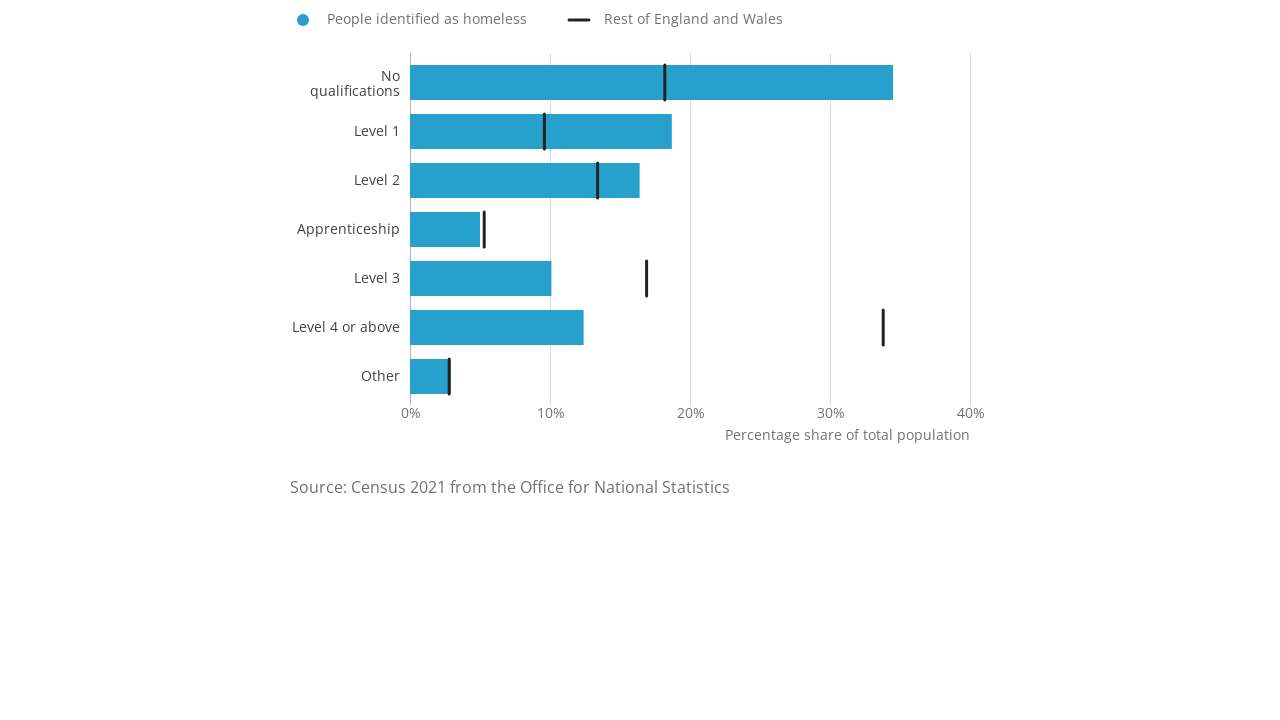 People identified as homeless
Rest of England and Wales
No
qualifications
Level 1
Level 2
Apprenticeship
Level 3
Level 4 or above
Other
0%
10%
20%
30%
40%
Percentage share of total population
Source: Census 2021 from the Office for National Statistics